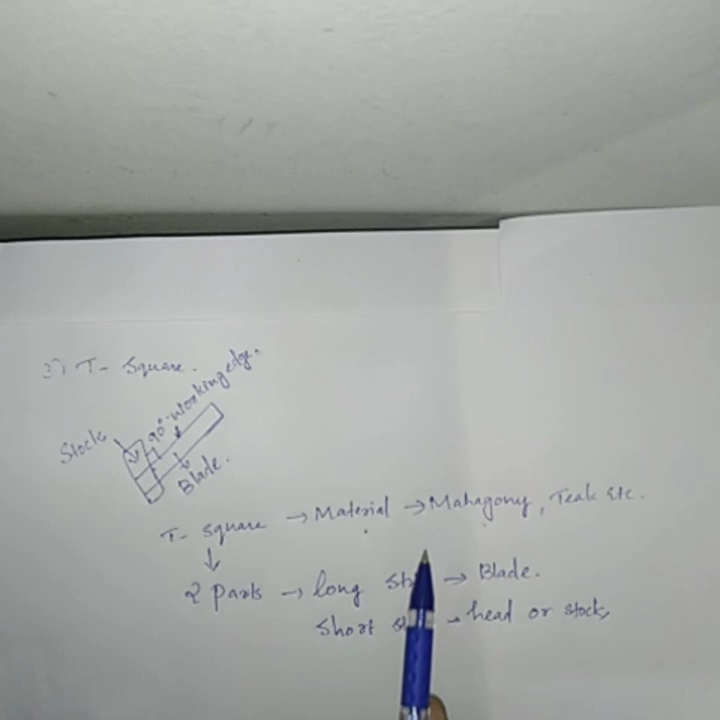 3) T- Square.
90° working edge.
Stock
Blade.
T- square → Material → Mahagony, Teak Etc.
↓
2 Parts → long → Blade.
Short → head or stock